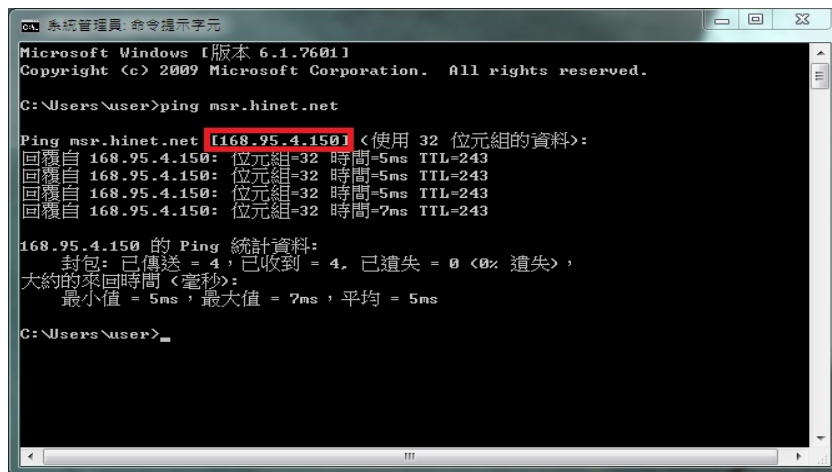 系統管理員: 命令提示字元
Microsoft Windows [版本 6.1.7601]
Copyright (c) 2009 Microsoft Corporation.  All rights reserved.
C:\Users\user>ping msr.hinet.net
Ping msr.hinet.net [168.95.4.150] (使用 32 位元組的資料):
回覆自 168.95.4.150: 位元組=32 時間=5ms TTL=243
回覆自 168.95.4.150: 位元組=32 時間=5ms TTL=243
回覆自 168.95.4.150: 位元組=32 時間=5ms TTL=243
回覆自 168.95.4.150: 位元組=32 時間=7ms TTL=243
168.95.4.150 的 Ping 統計資料:
封包: 已傳送 = 4，已收到 = 4, 已遺失 = 0 (0% 遺失)，
大約的來回時間 (毫秒):
最小值 = 5ms，最大值 = 7ms，平均 = 5ms
C:\Users\user>_